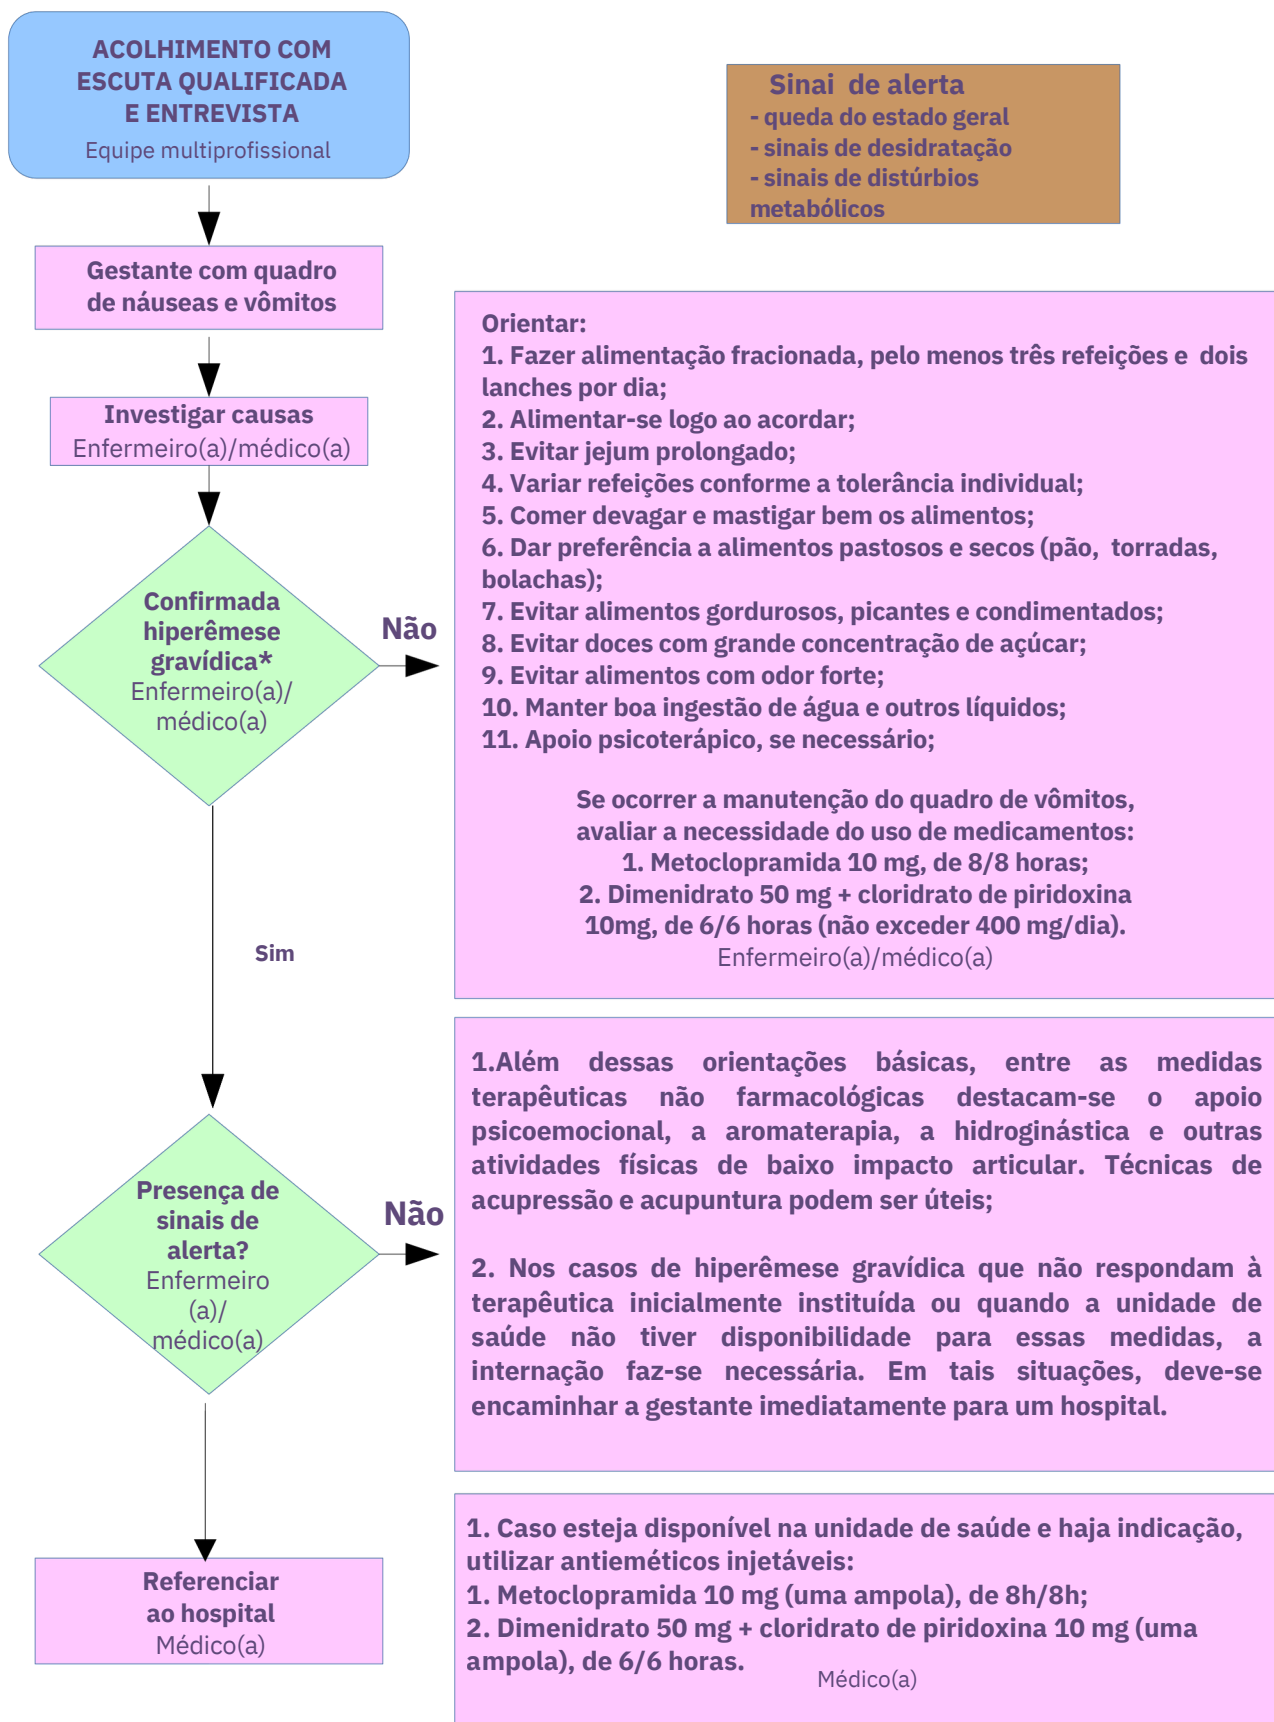 ACOLHIMENTO COM
ESCUTA QUALIFICADA
E ENTREVISTA
Equipe multiprofissional
Sinai de alerta
- queda do estado geral
- sinais de desidratação
- sinais de distúrbios
metabólicos
Gestante com quadro
de náuseas e vômitos
Investigar causas
Enfermeiro(a)/médico(a)
Confirmada
hiperêmese
gravídica*
Enfermeiro(a)/
médico(a)
Não
Orientar:
1. Fazer alimentação fracionada, pelo menos três refeições e dois
lanches por dia;
2. Alimentar-se logo ao acordar;
3. Evitar jejum prolongado;
4. Variar refeições conforme a tolerância individual;
5. Comer devagar e mastigar bem os alimentos;
6. Dar preferência a alimentos pastosos e secos (pão, torradas,
bolachas);
7. Evitar alimentos gordurosos, picantes e condimentados;
8. Evitar doces com grande concentração de açúcar;
9. Evitar alimentos com odor forte;
10. Manter boa ingestão de água e outros líquidos;
11. Apoio psicoterápico, se necessário;
Se ocorrer a manutenção do quadro de vômitos,
avaliar a necessidade do uso de medicamentos:
1. Metoclopramida 10 mg, de 8/8 horas;
2. Dimenidrato 50 mg + cloridrato de piridoxina
10mg, de 6/6 horas (não exceder 400 mg/dia).
Enfermeiro(a)/médico(a)
Sim
Presença de
sinais de
alerta?
Enfermeiro
(a)/
médico(a)
Não
1.Além dessas orientações básicas, entre as medidas
terapêuticas não farmacológicas destacam-se o apoio
psicoemocional, a aromaterapia, a hidroginástica e outras
atividades físicas de baixo impacto articular. Técnicas de
acupressão e acupuntura podem ser úteis;
2. Nos casos de hiperêmese gravídica que não respondam à
terapêutica inicialmente instituída ou quando a unidade de
saúde não tiver disponibilidade para essas medidas, a
internação faz-se necessária. Em tais situações, deve-se
encaminhar a gestante imediatamente para um hospital.
Referenciar
ao hospital
Médico(a)
1. Caso esteja disponível na unidade de saúde e haja indicação,
utilizar antieméticos injetáveis:
1. Metoclopramida 10 mg (uma ampola), de 8h/8h;
2. Dimenidrato 50 mg + cloridrato de piridoxina 10 mg (uma
ampola), de 6/6 horas.
Médico(a)